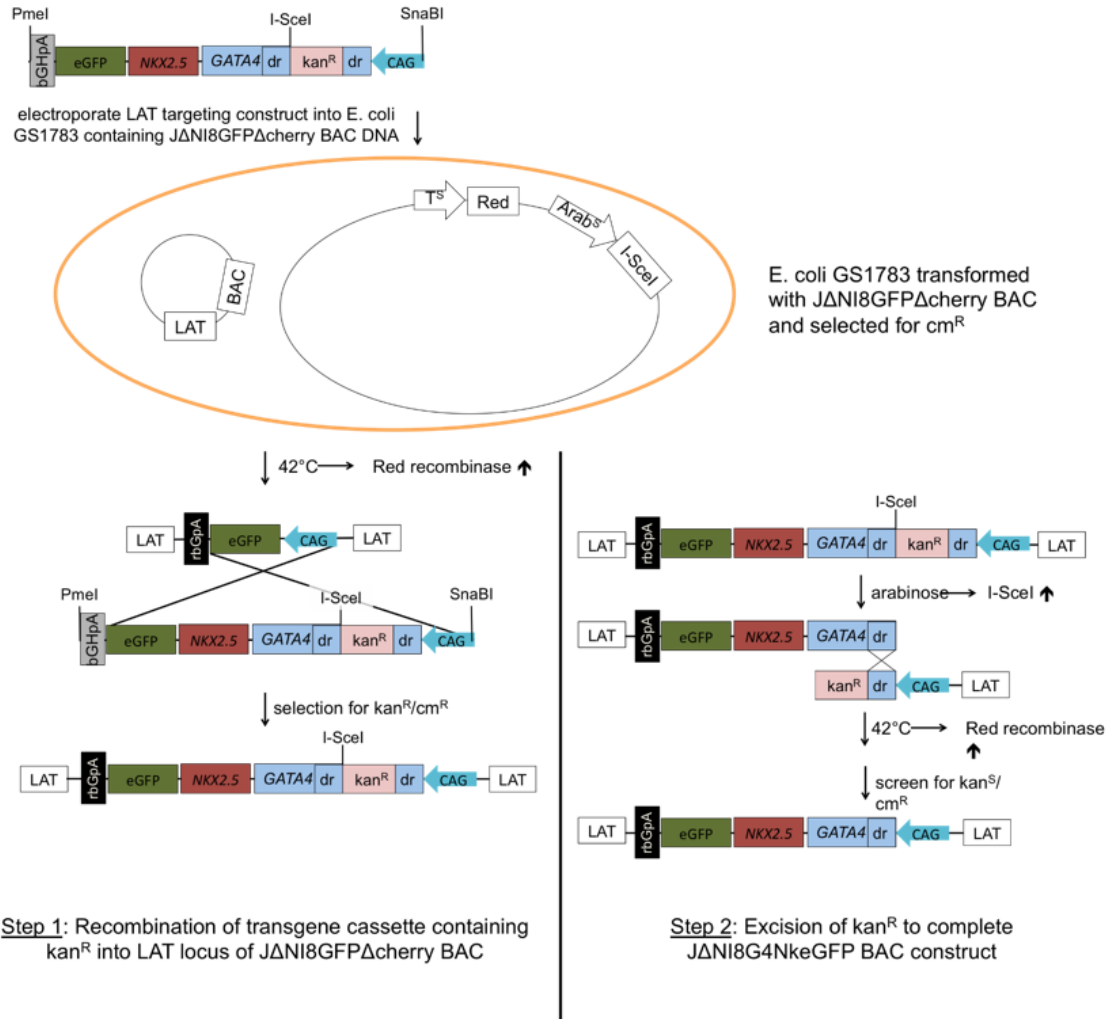 PmeI
I-SceI
SnaBI
bGHpA
eGFP
NKX2.5
GATA4
dr
kanᴿ
dr
CAG
electroporate LAT targeting construct into E. coli
GS1783 containing JΔNI8GFPΔcherry BAC DNA
Tˢ
Red
Arabˢ
I-SceI
BAC
LAT
E. coli GS1783 transformed
with JΔNI8GFPΔcherry BAC
and selected for cmᴿ
42°C
Red recombinase
LAT
rbGpA
eGFP
CAG
LAT
PmeI
I-SceI
SnaBI
bGHpA
eGFP
NKX2.5
GATA4
dr
kanᴿ
dr
CAG
selection for kanᴿ/cmᴿ
I-SceI
LAT
rbGpA
eGFP
NKX2.5
GATA4
dr
kanᴿ
dr
CAG
LAT
Step 1: Recombination of transgene cassette containing
kanᴿ into LAT locus of JΔNI8GFPΔcherry BAC
I-SceI
LAT
rbGpA
eGFP
NKX2.5
GATA4
dr
kanᴿ
dr
CAG
LAT
arabinose
I-SceI
LAT
rbGpA
eGFP
NKX2.5
GATA4
dr
kanᴿ
dr
CAG
LAT
42°C
Red recombinase
screen for kanˢ/
cmᴿ
LAT
rbGpA
eGFP
NKX2.5
GATA4
dr
CAG
LAT
Step 2: Excision of kanᴿ to complete
JΔNI8G4NkeGFP BAC construct